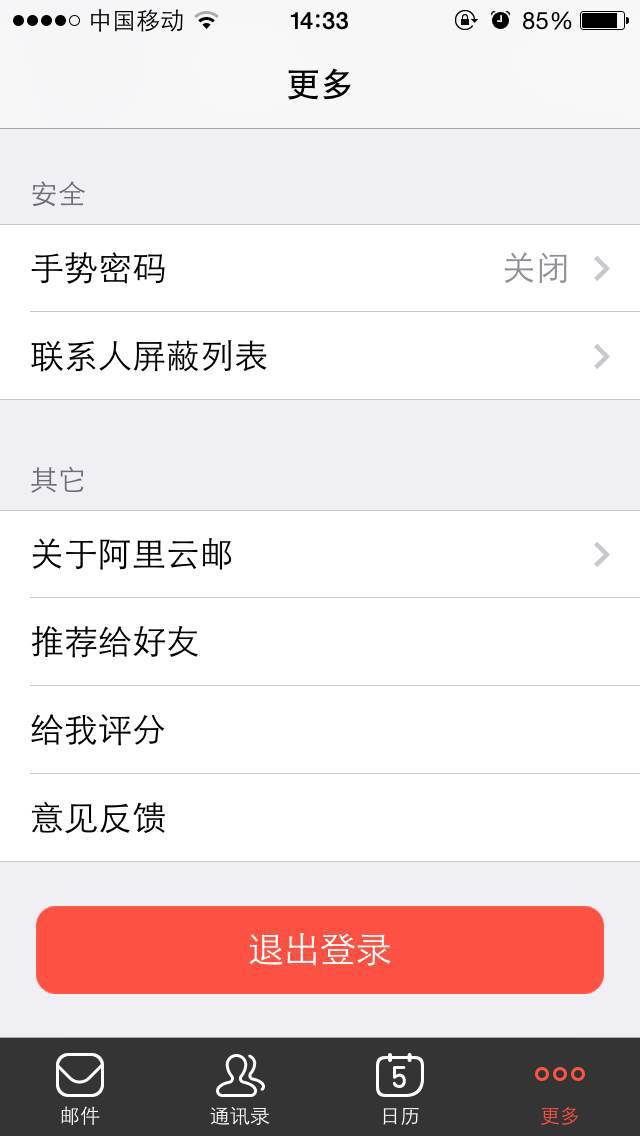 中国移动 14:33 85%
更多
安全
手势密码 关闭
联系人屏蔽列表
其它
关于阿里云邮
推荐给好友
给我评分
意见反馈
退出登录
5
邮件 通讯录 日历 更多